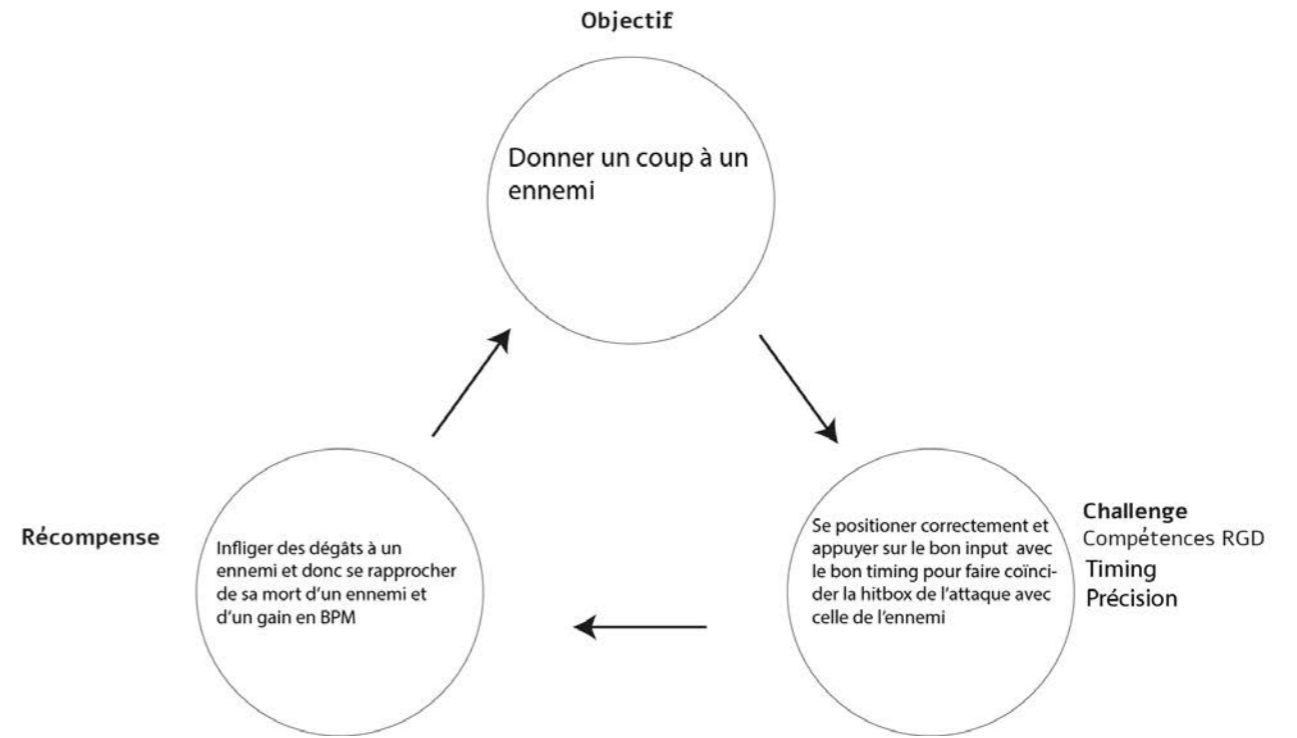 Objectif
Donner un coup à un
ennemi
Récompense
Infliger des dégâts à un
ennemi et donc se rapprocher
de sa mort d'un ennemi et
d'un gain en BPM
Se positioner correctement et
appuyer sur le bon input avec
le bon timing pour faire coïnci-
der la hitbox de l'attaque avec
celle de l'ennemi
Challenge
Compétences RGD
Timing
Précision